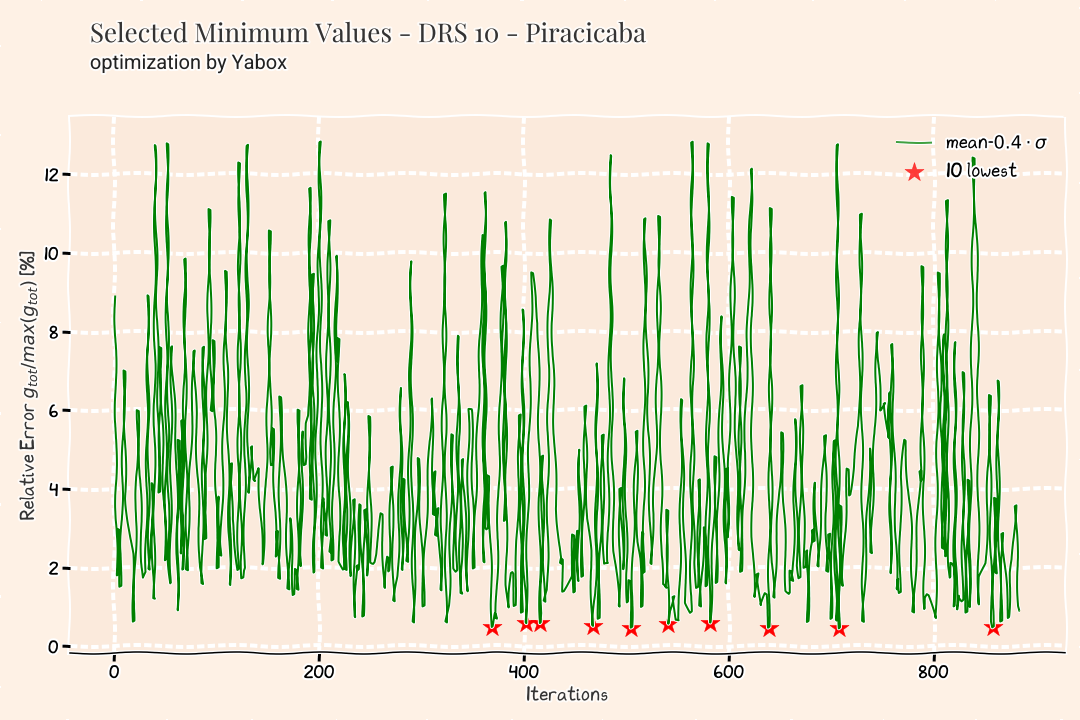 Selected Minimum Values - DRS 10 - Piracicaba
optimization by Yabox
mean-0.4 · σ
10 lowest
12
10
8
6
4
2
0
Relative Error g_tot/max(g_tot) [%]
0 200 400 600 800
Iterations